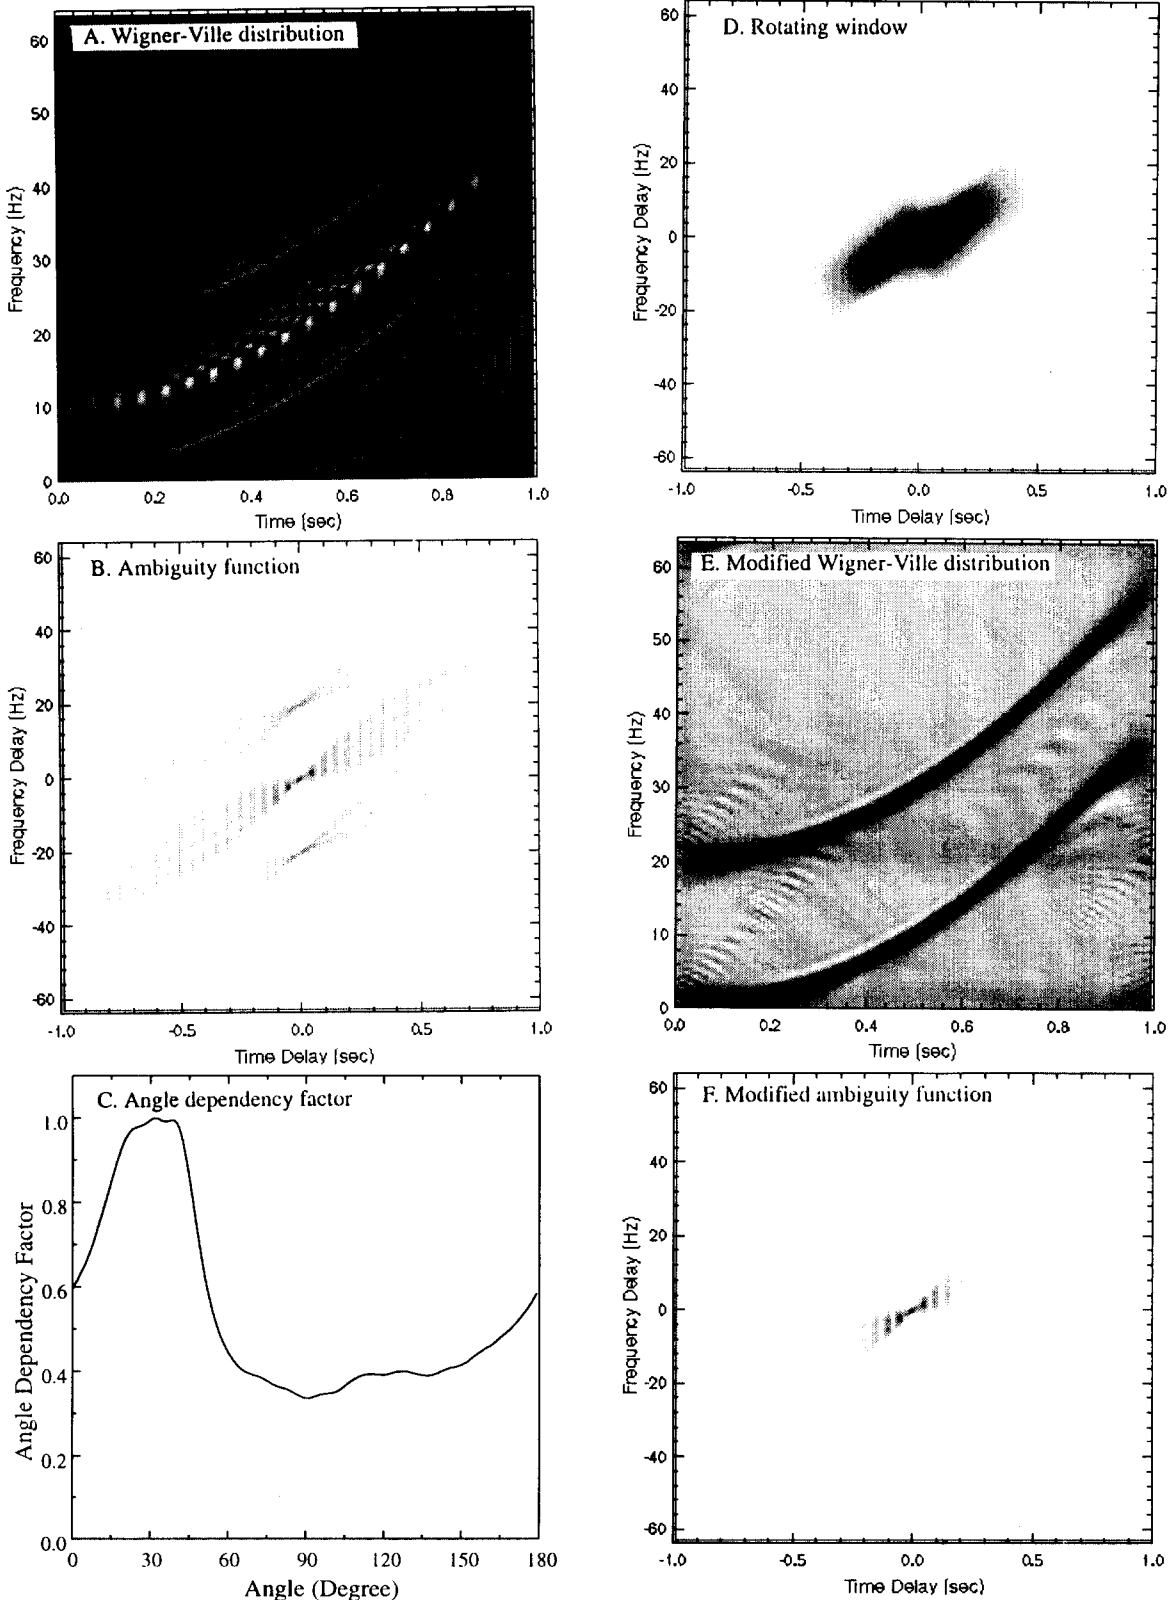 A. Wigner-Ville distribution
60
50
40
30
20
10
0
Frequency (Hz)
0.0 0.2 0.4 0.6 0.8 1.0
Time (sec)
B. Ambiguity function
60
40
20
0
-20
-40
-60
Frequency Delay (Hz)
-1.0 -0.5 0.0 0.5 1.0
Time Delay (sec)
C. Angle dependency factor
1.0
0.8
0.6
0.4
0.2
0.0
Angle Dependency Factor
0 30 60 90 120 150 180
Angle (Degree)
D. Rotating window
60
40
20
0
-20
-40
-60
Frequency Delay (Hz)
-1.0 -0.5 0.0 0.5 1.0
Time Delay (sec)
E. Modified Wigner-Ville distribution
60
50
40
30
20
10
0
Frequency (Hz)
0.0 0.2 0.4 0.6 0.8 1.0
Time (sec)
F. Modified ambiguity function
60
40
20
0
-20
-40
-60
Frequency Delay (Hz)
-1.0 -0.5 0.0 0.5 1.0
Time Delay (sec)